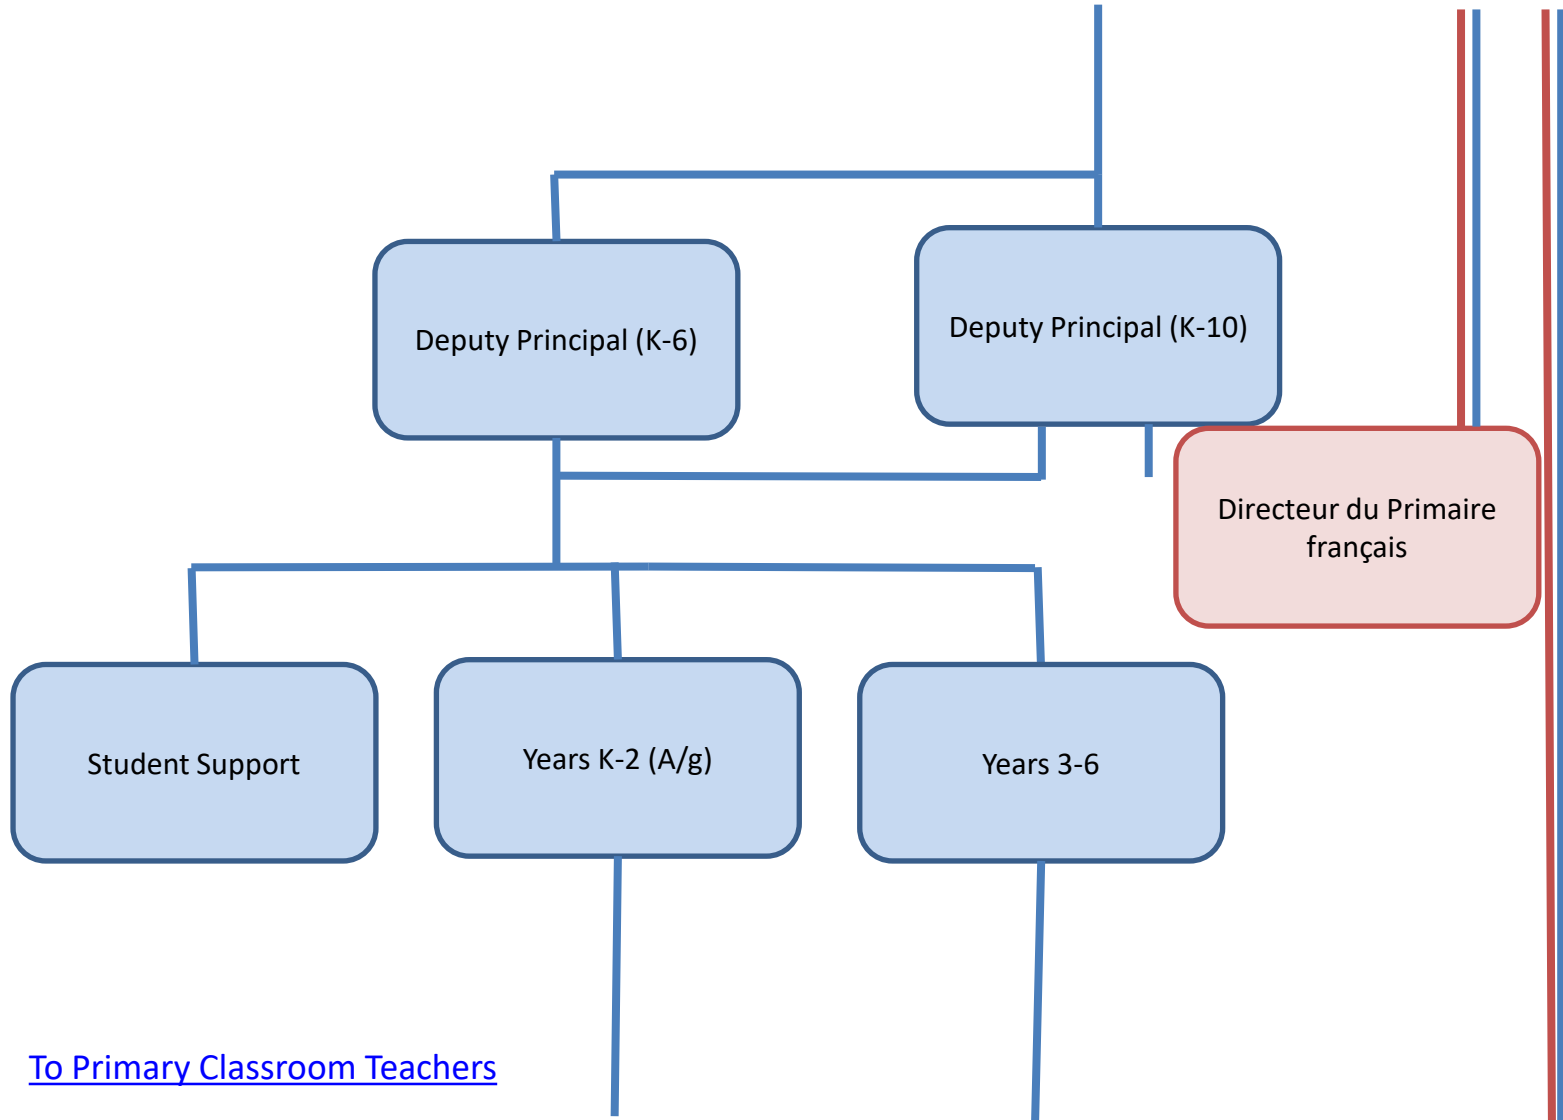 Deputy Principal (K-6)
Deputy Principal (K-10)
Directeur du Primaire
français
Student Support
Years K-2 (A/g)
Years 3-6
To Primary Classroom Teachers